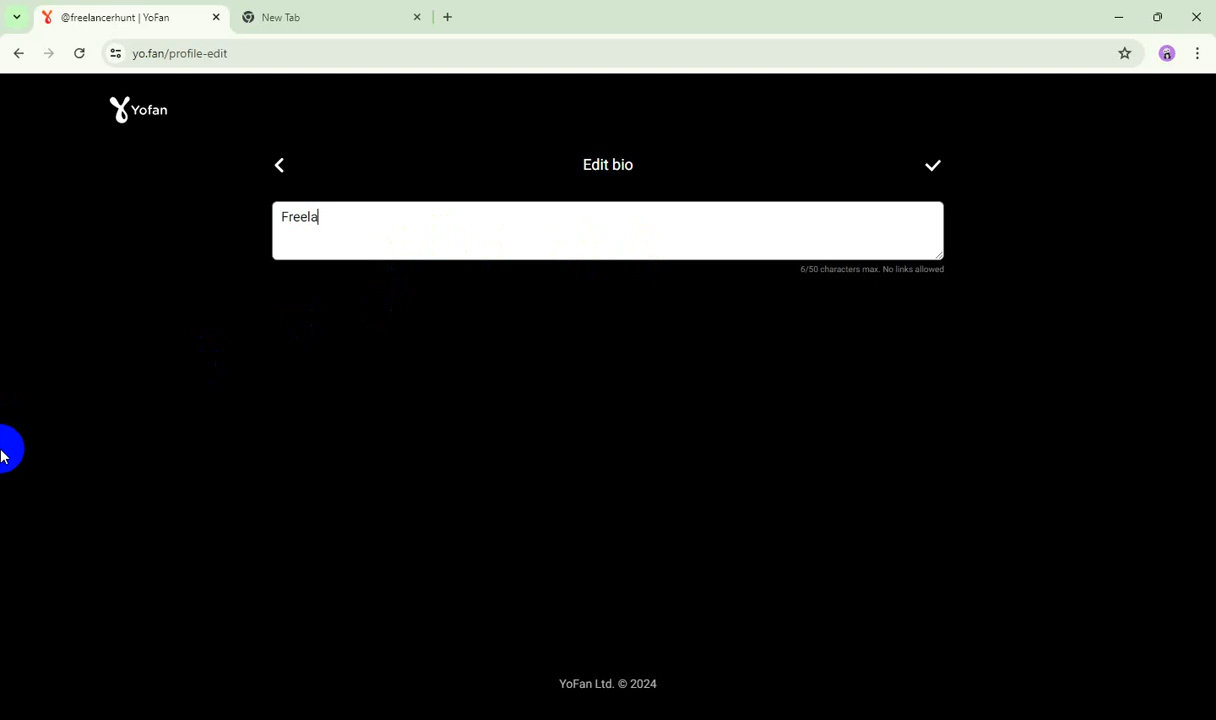 @freelancerhunt | YoFan
New Tab
yo.fan/profile-edit
Yofan
Edit bio
Freela
6/50 characters max. No links allowed
YoFan Ltd. © 2024